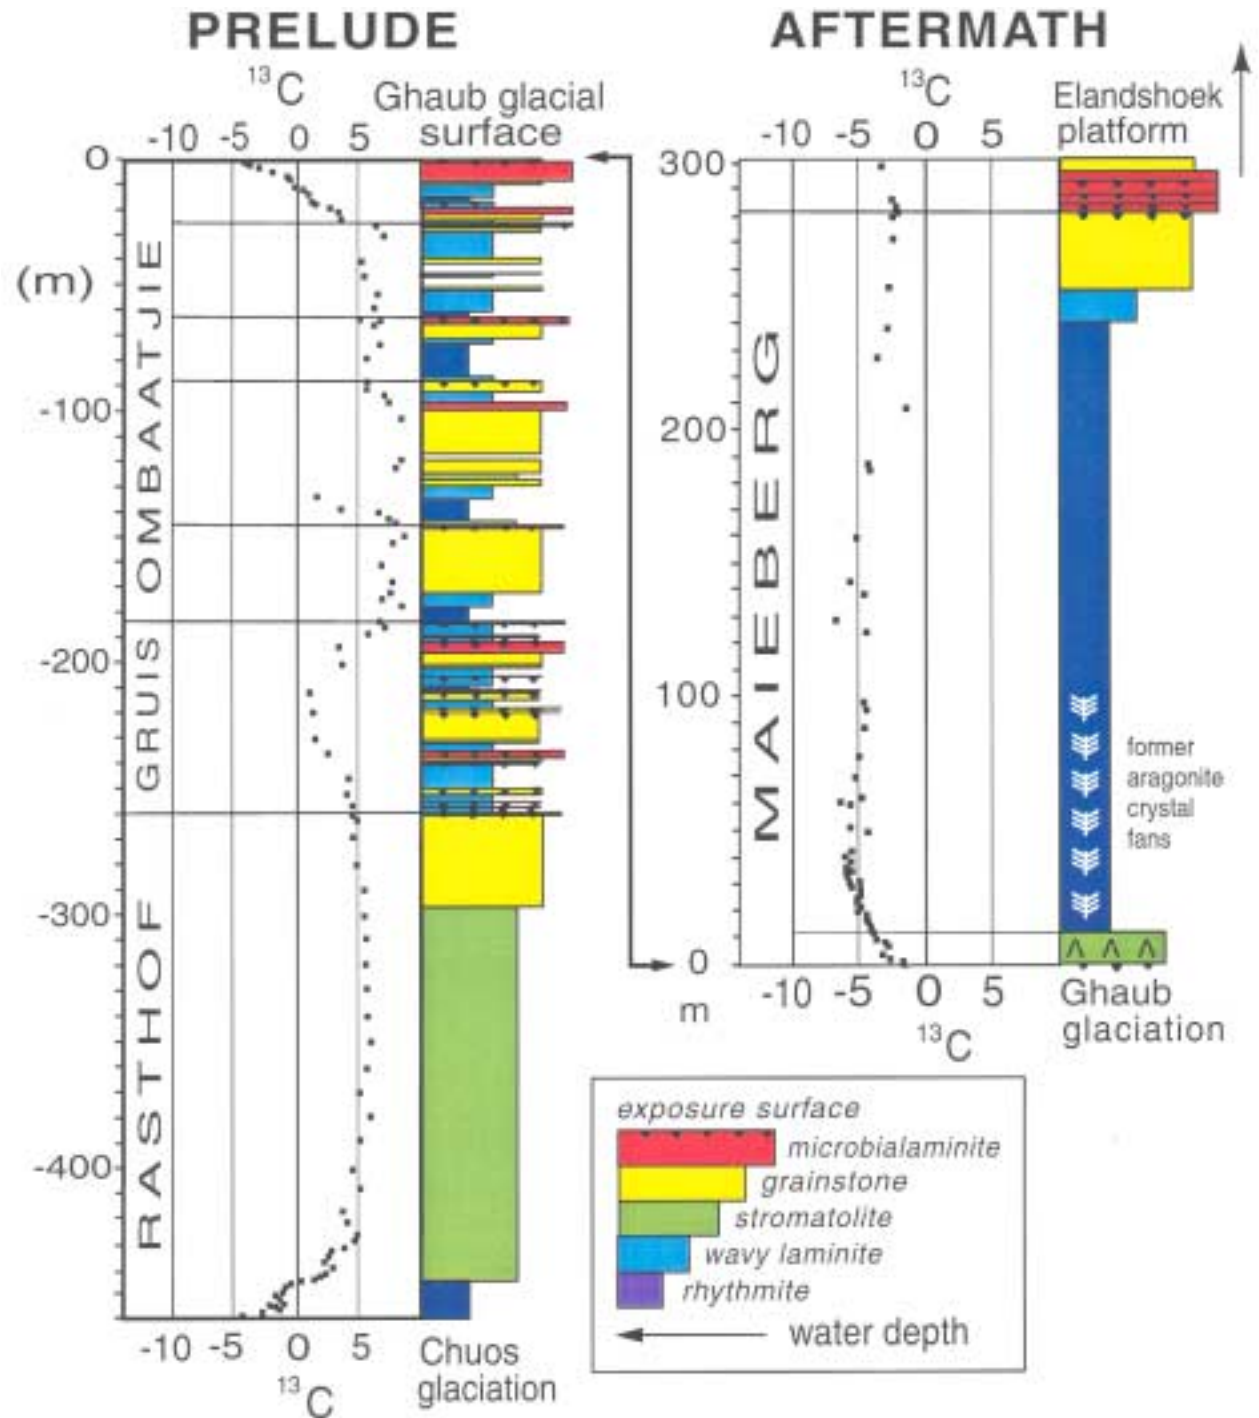 PRELUDE
13C
Ghaub glacial
surface
-10 -5 0 5
0
(m)
-100
-200
-300
-400
OMBAATJIE
GRUIS
RASTHOF
-10 -5 0 5
13C
Chuos
glaciation
AFTERMATH
13C
Elandshoek
platform
-10 -5 0 5
300
200
100
0
m
MAIEBERG
former
aragonite
crystal
fans
-10 -5 0 5
13C
Ghaub
glaciation
exposure surface
microbialaminite
grainstone
stromatolite
wavy laminite
rhythmite
water depth